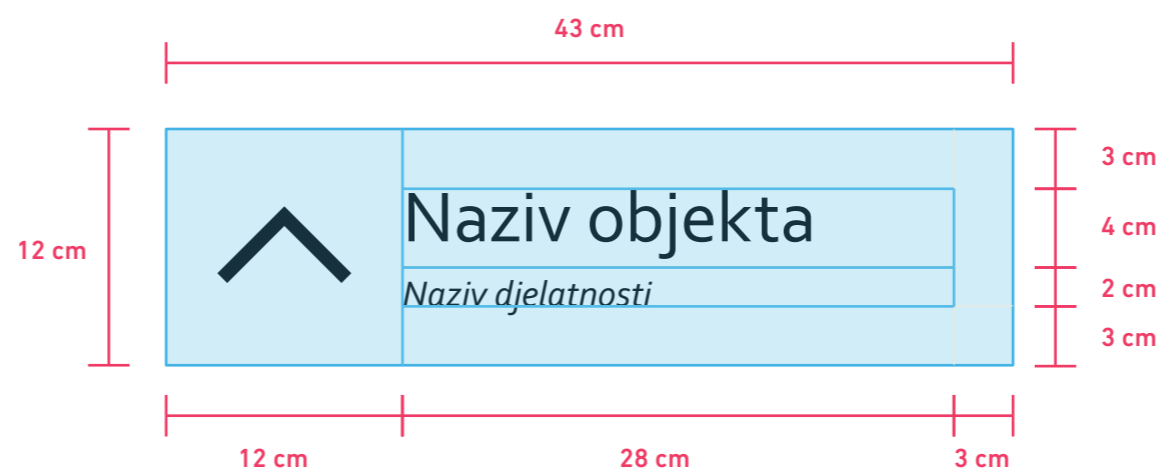 43 cm
3 cm
Naziv objekta
4 cm
12 cm
Naziv djelatnosti
2 cm
3 cm
12 cm
28 cm
3 cm